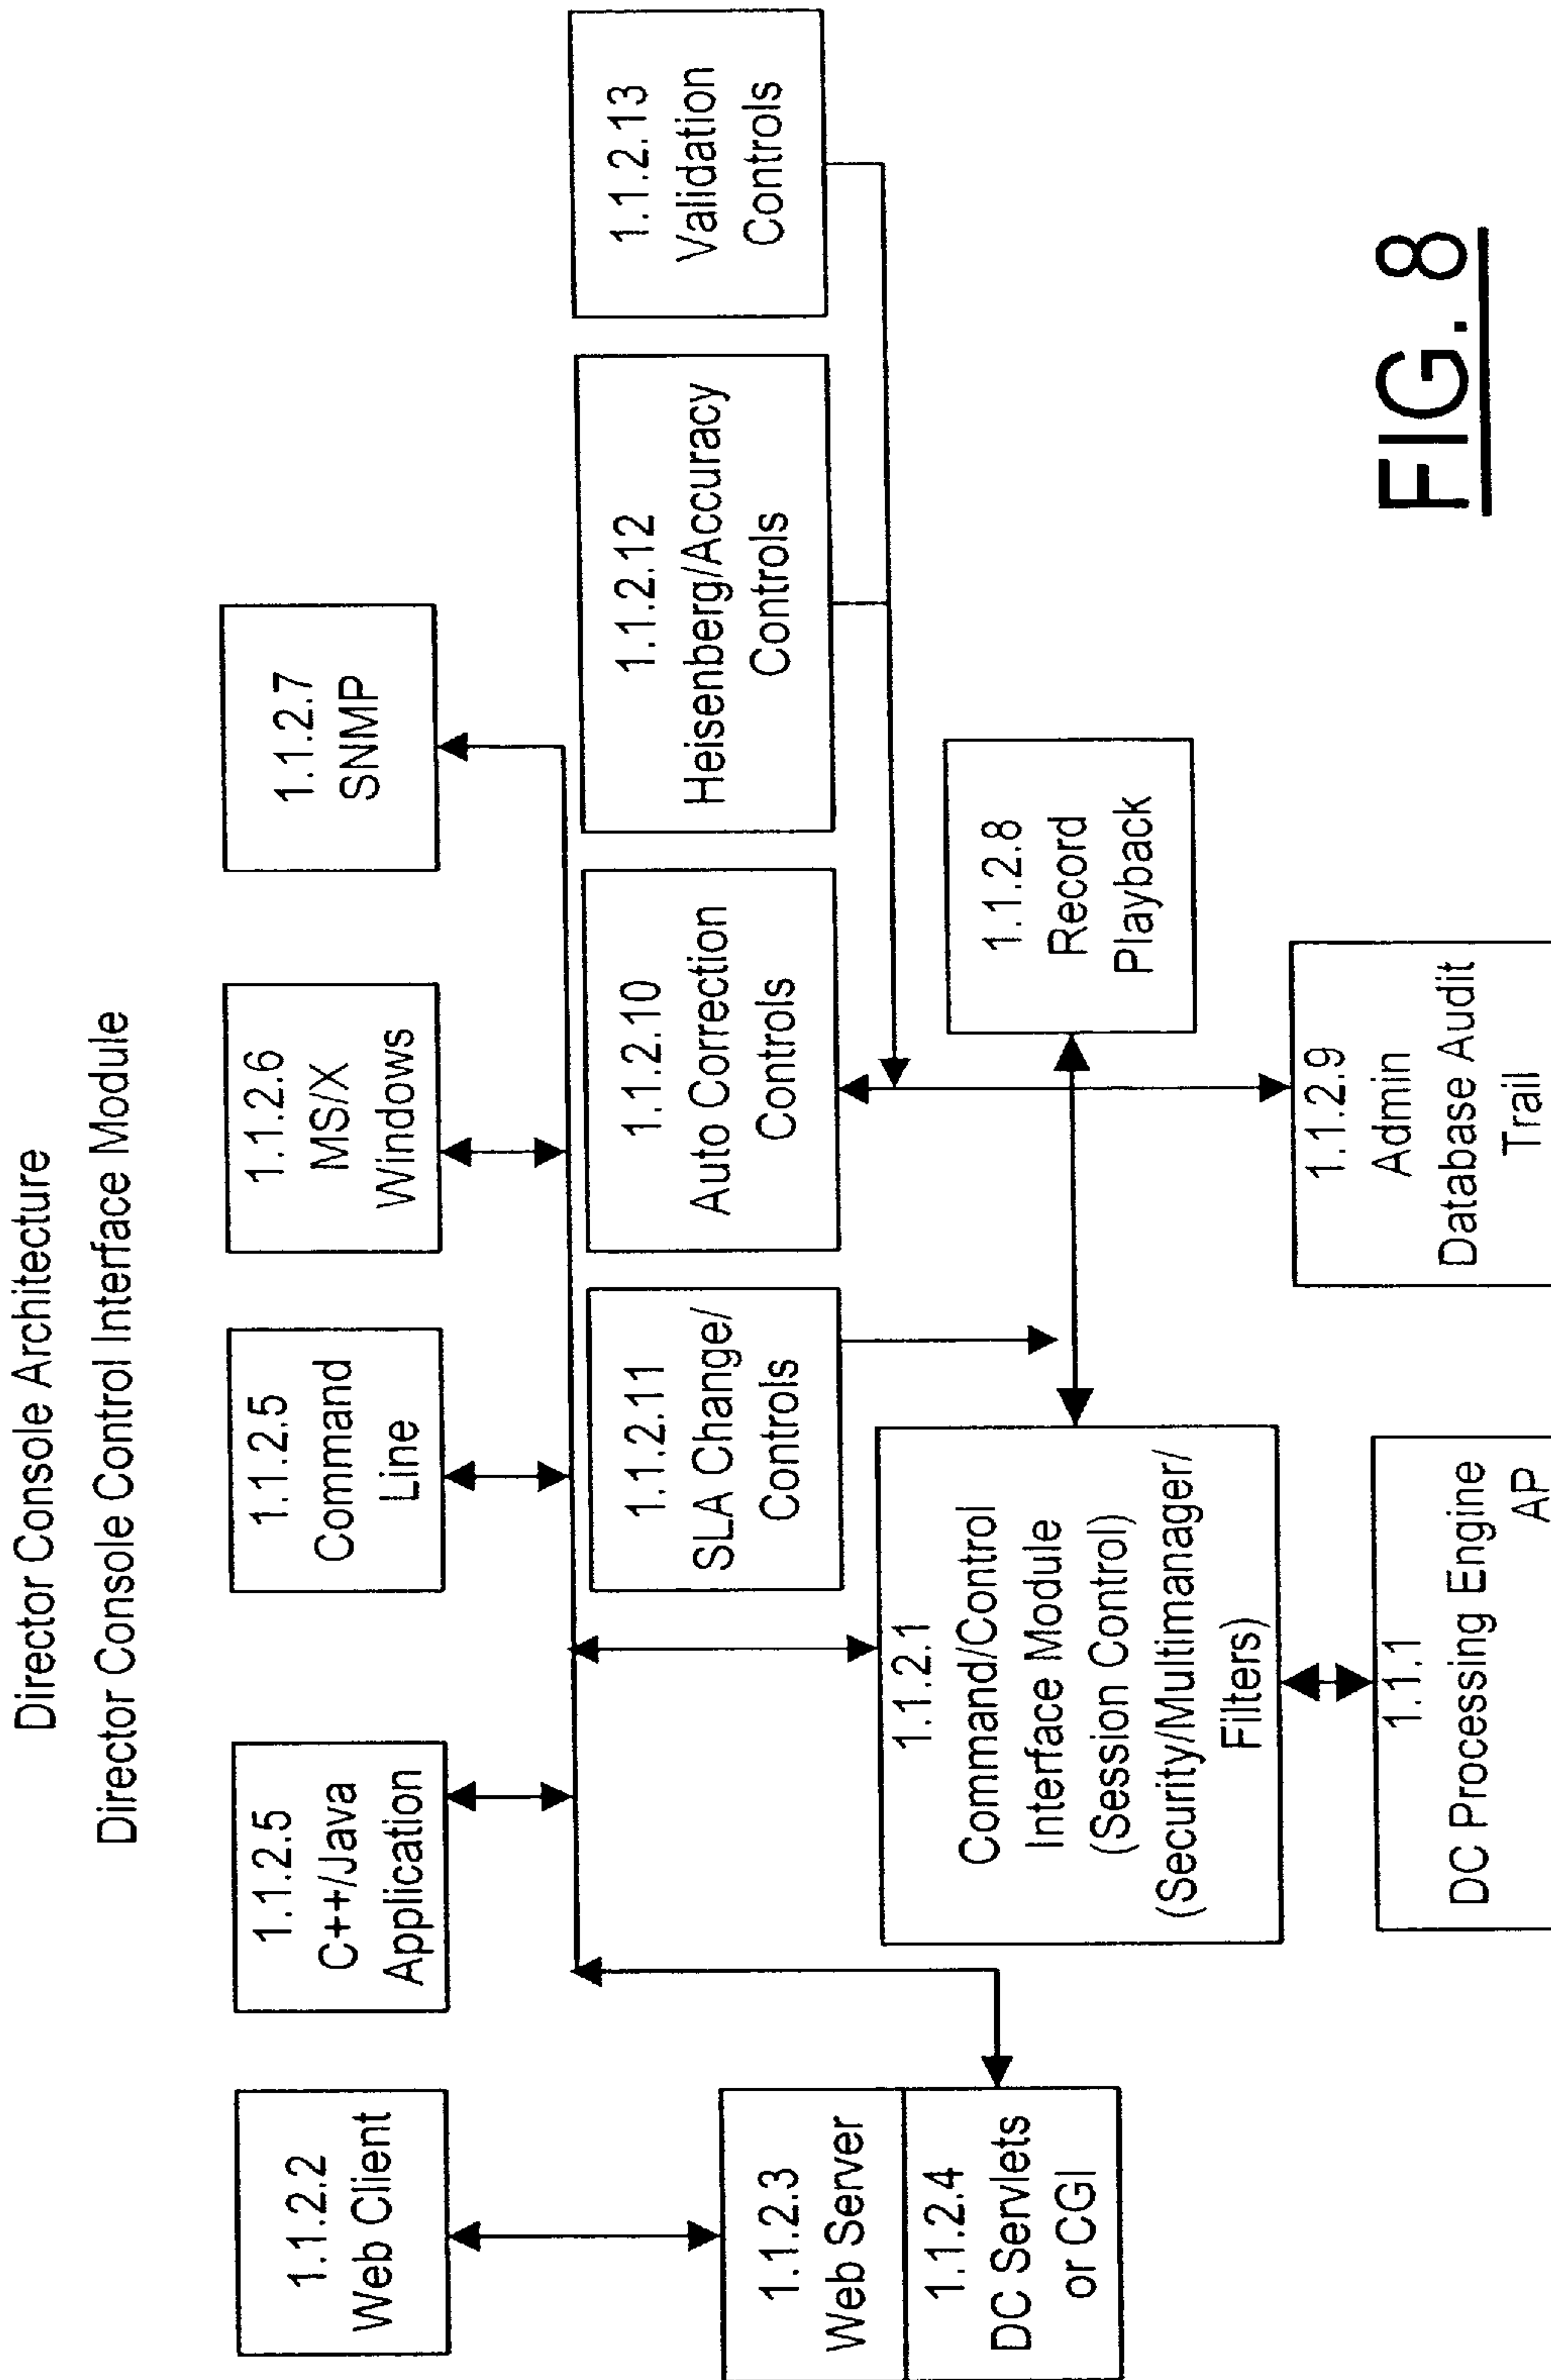 Director Console Architecture
Director Console Control Interface Module
1.1.2.2
Web Client
1.1.2.5
C++/Java
Application
1.1.2.5
Command
Line
1.1.2.6
MS/X
Windows
1.1.2.7
SNMP
1.1.2.11
SLA Change/
Controls
1.1.2.10
Auto Correction
Controls
1.1.2.12
Heisenberg/Accuracy
Controls
1.1.2.13
Validation
Controls
1.1.2.3
Web Server
1.1.2.4
DC Servlets
or CGI
1.1.2.1
Command/Control
Interface Module
(Session Control)
(Security/Multimanager/
Filters)
1.1.2.8
Record
Playback
1.1.1
DC Processing Engine
AP
1.1.2.9
Admin
Database Audit
Trail
FIG. 8